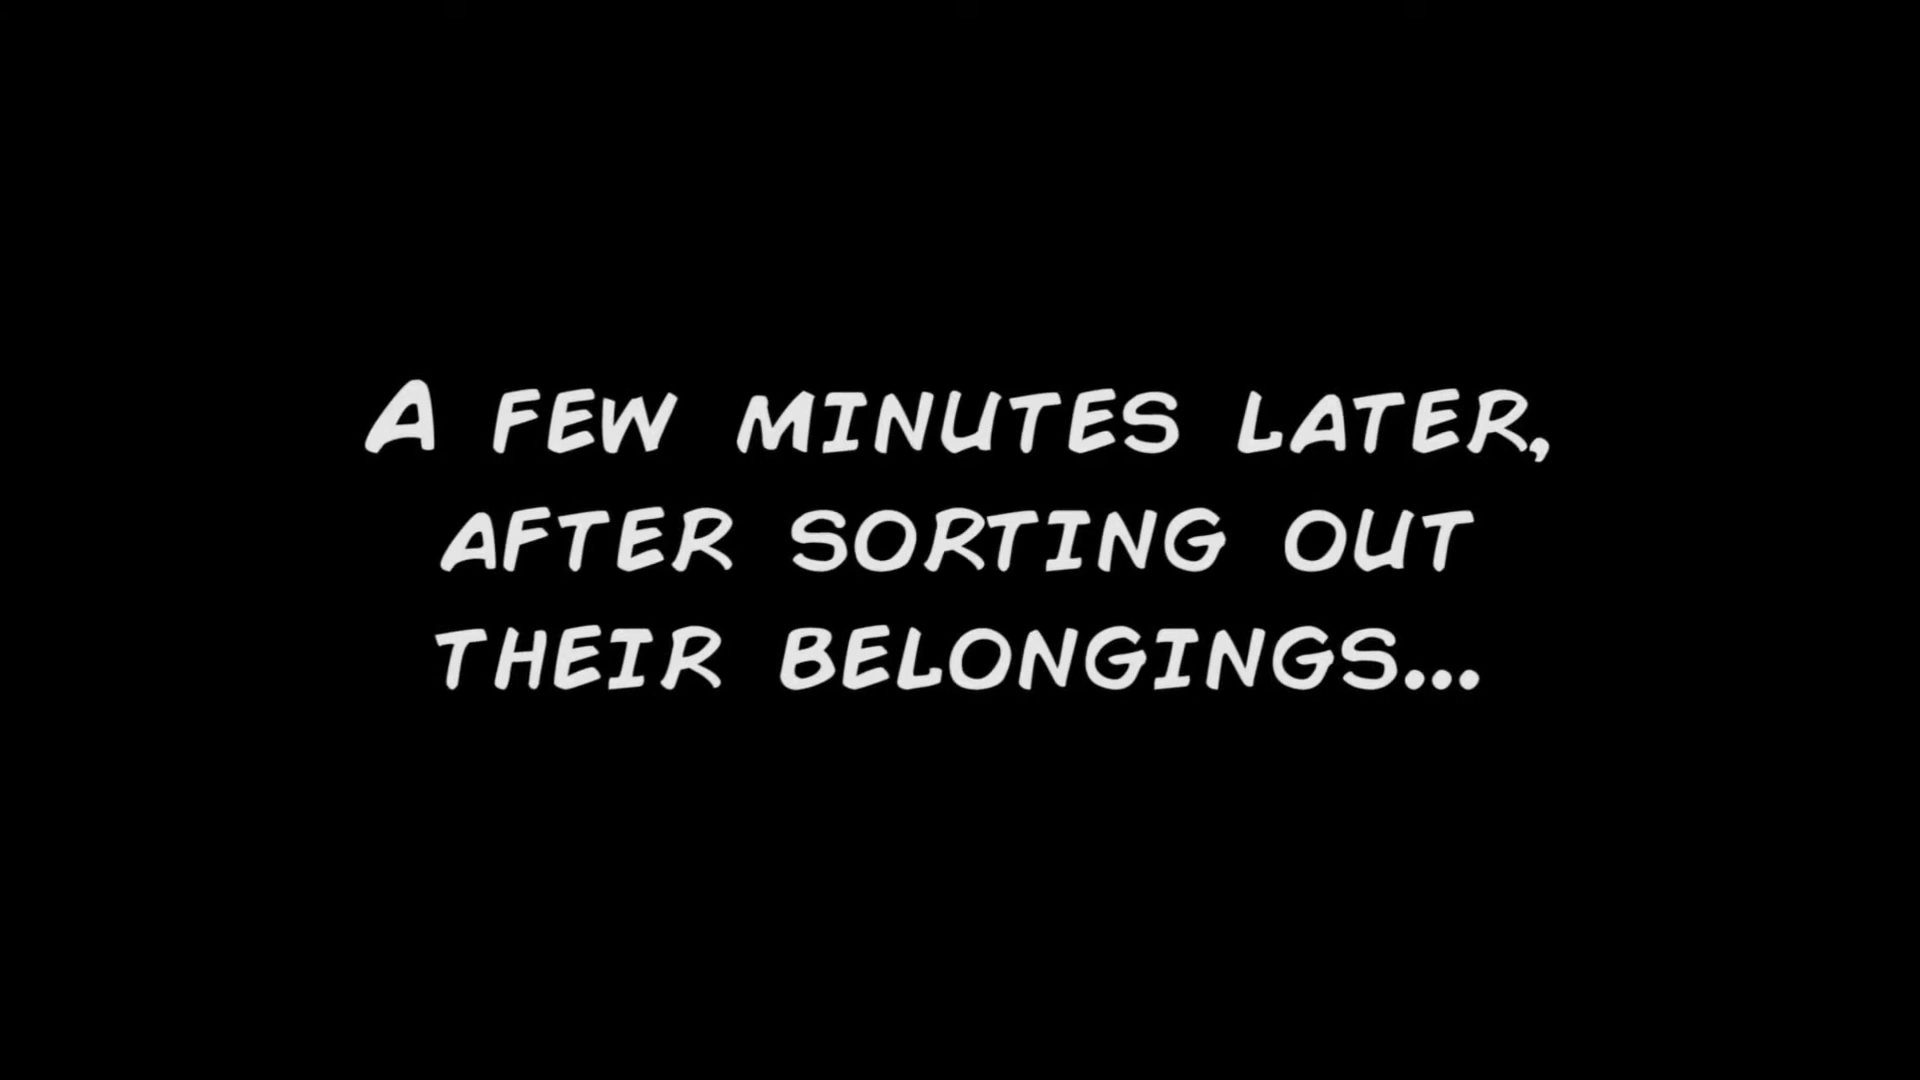 A FEW MINUTES LATER,
AFTER SORTING OUT
THEIR BELONGINGS...